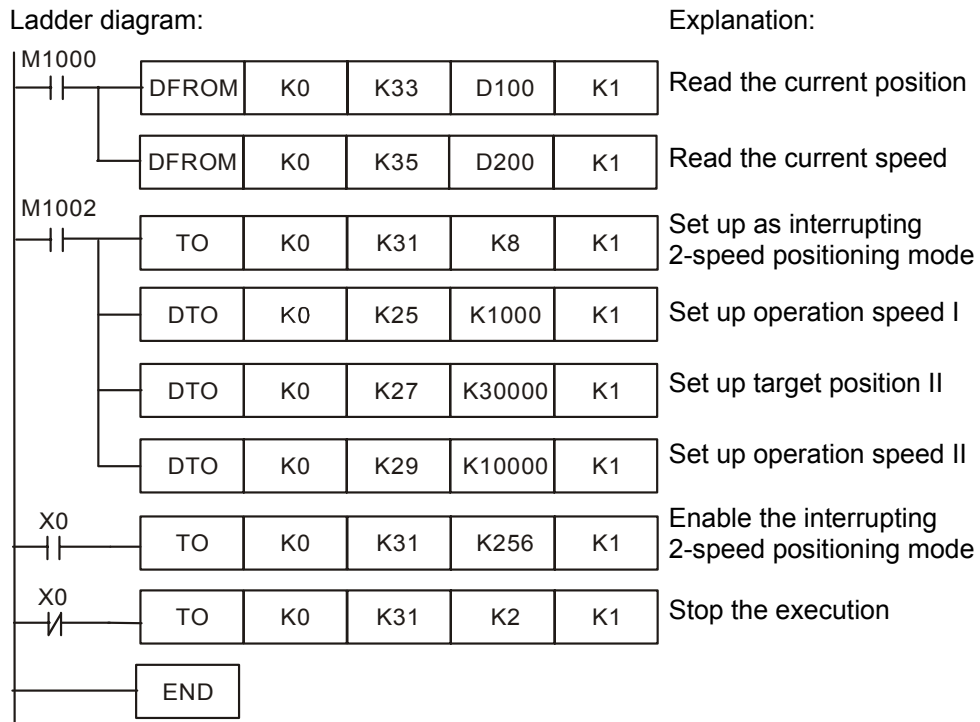 Ladder diagram: Explanation:
M1000
DFROM K0 K33 D100 K1 Read the current position
DFROM K0 K35 D200 K1 Read the current speed
M1002
TO K0 K31 K8 K1 Set up as interrupting
2-speed positioning mode
DTO K0 K25 K1000 K1 Set up operation speed I
DTO K0 K27 K30000 K1 Set up target position II
DTO K0 K29 K10000 K1 Set up operation speed II
X0
TO K0 K31 K256 K1 Enable the interrupting
2-speed positioning mode
X0
TO K0 K31 K2 K1 Stop the execution
END